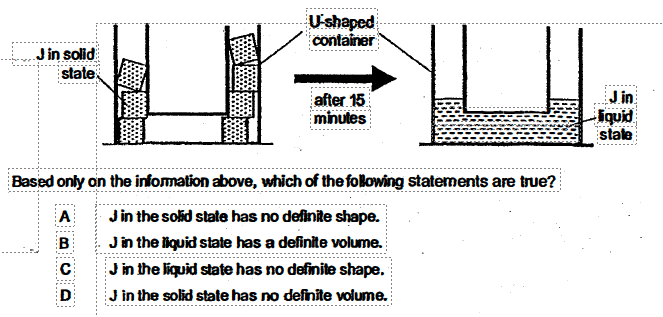 U-shaped
container
J in solid
state
after 15
minutes
J in
liquid
state
Based only on the information above, which of the following statements are true?
A J in the solid state has no definite shape.
B J in the liquid state has a definite volume.
C J in the liquid state has no definite shape.
D J in the solid state has no definite volume.